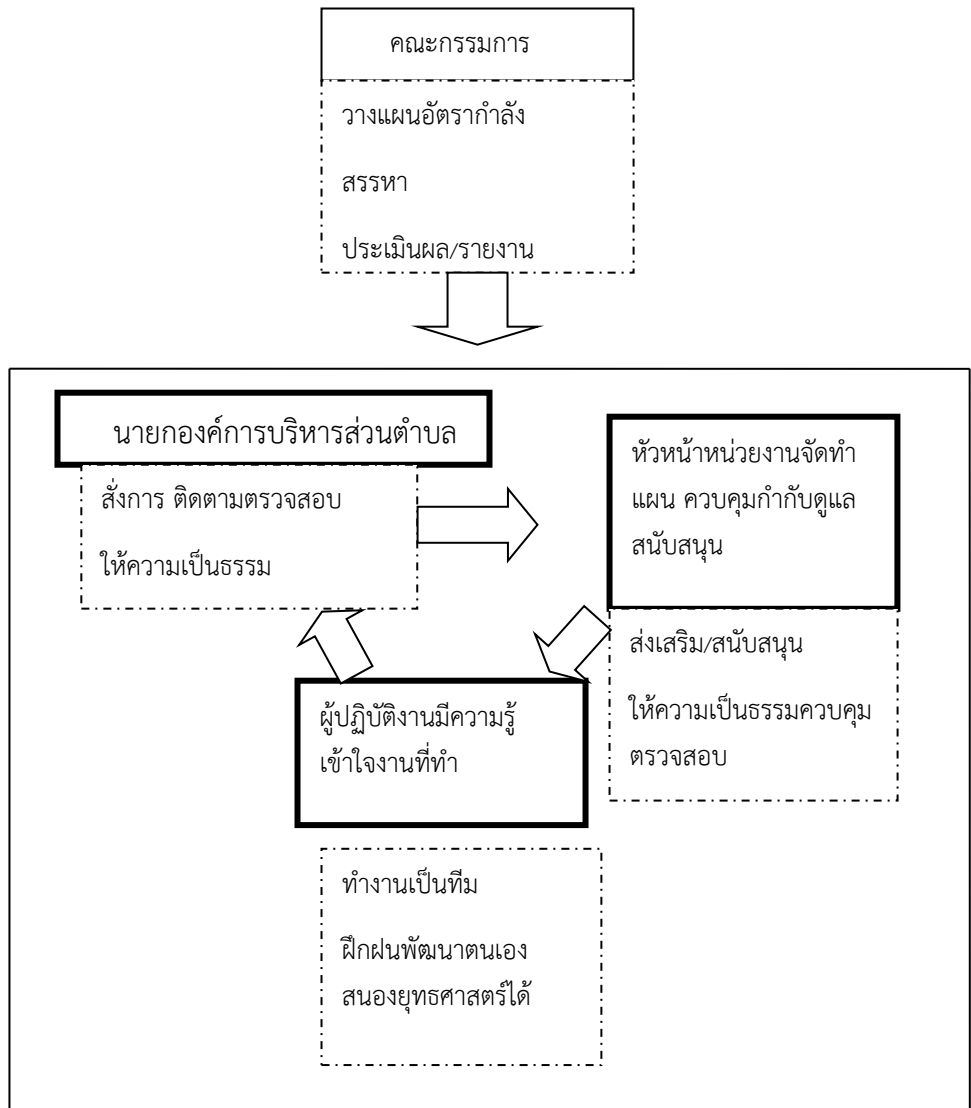 คณะกรรมการ
วางแผนอัตรากำลัง
สรรหา
ประเมินผล/รายงาน
นายกองค์การบริหารส่วนตำบล
สั่งการ ติดตามตรวจสอบ
ให้ความเป็นธรรม
หัวหน้าหน่วยงานจัดทำ
แผน ควบคุมกำกับดูแล
สนับสนุน
ส่งเสริม/สนับสนุน
ให้ความเป็นธรรมควบคุม
ตรวจสอบ
ผู้ปฏิบัติงานมีความรู้
เข้าใจงานที่ทำ
ทำงานเป็นทีม
ฝึกฝนพัฒนาตนเอง
สนองยุทธศาสตร์ได้